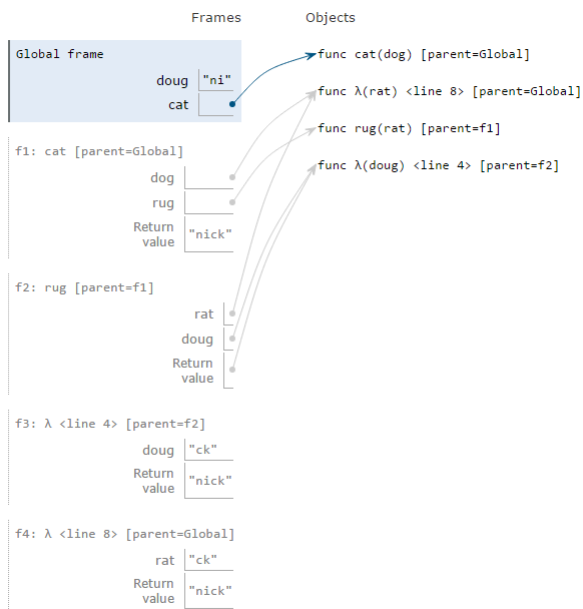 Frames Objects
Global frame
func cat(dog) [parent=Global]
doug "ni"
func λ(rat) <line 8> [parent=Global]
cat
func rug(rat) [parent=f1]
f1: cat [parent=Global]
func λ(doug) <line 4> [parent=f2]
dog
rug
Return
value "nick"
f2: rug [parent=f1]
rat
doug
Return
value
f3: λ <line 4> [parent=f2]
doug "ck"
Return
value "nick"
f4: λ <line 8> [parent=Global]
rat "ck"
Return
value "nick"